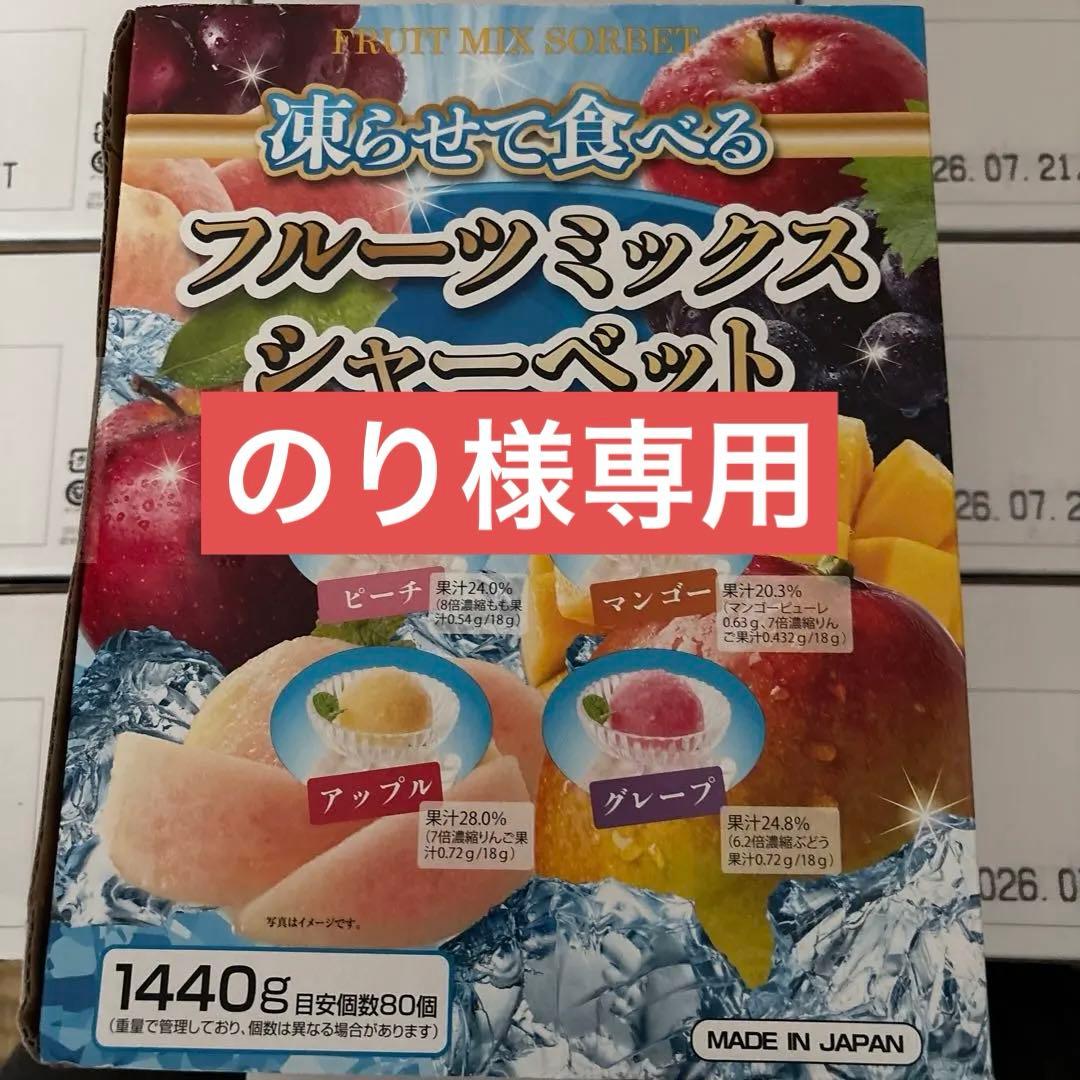 FRUIT MIX SORBET
凍らせて食べる
フルーツミックス
シャーベット
のり様専用
ピーチ
果汁24.0%
(8倍濃縮もも果
汁0.54g/18g)
マンゴー
果汁20.3%
(マンゴーピューレ
0.63g、7倍濃縮りん
ご果汁0.432g/18g)
アップル
果汁28.0%
(7倍濃縮りんご果
汁0.72g/18g)
グレープ
果汁24.8%
(6.2倍濃縮ぶどう
果汁0.72g/18g)
写真はイメージです。
1440g 目安個数80個
(重量で管理しており、個数は異なる場合があります)
MADE IN JAPAN
T
26.07.21
26.07.2
026.0